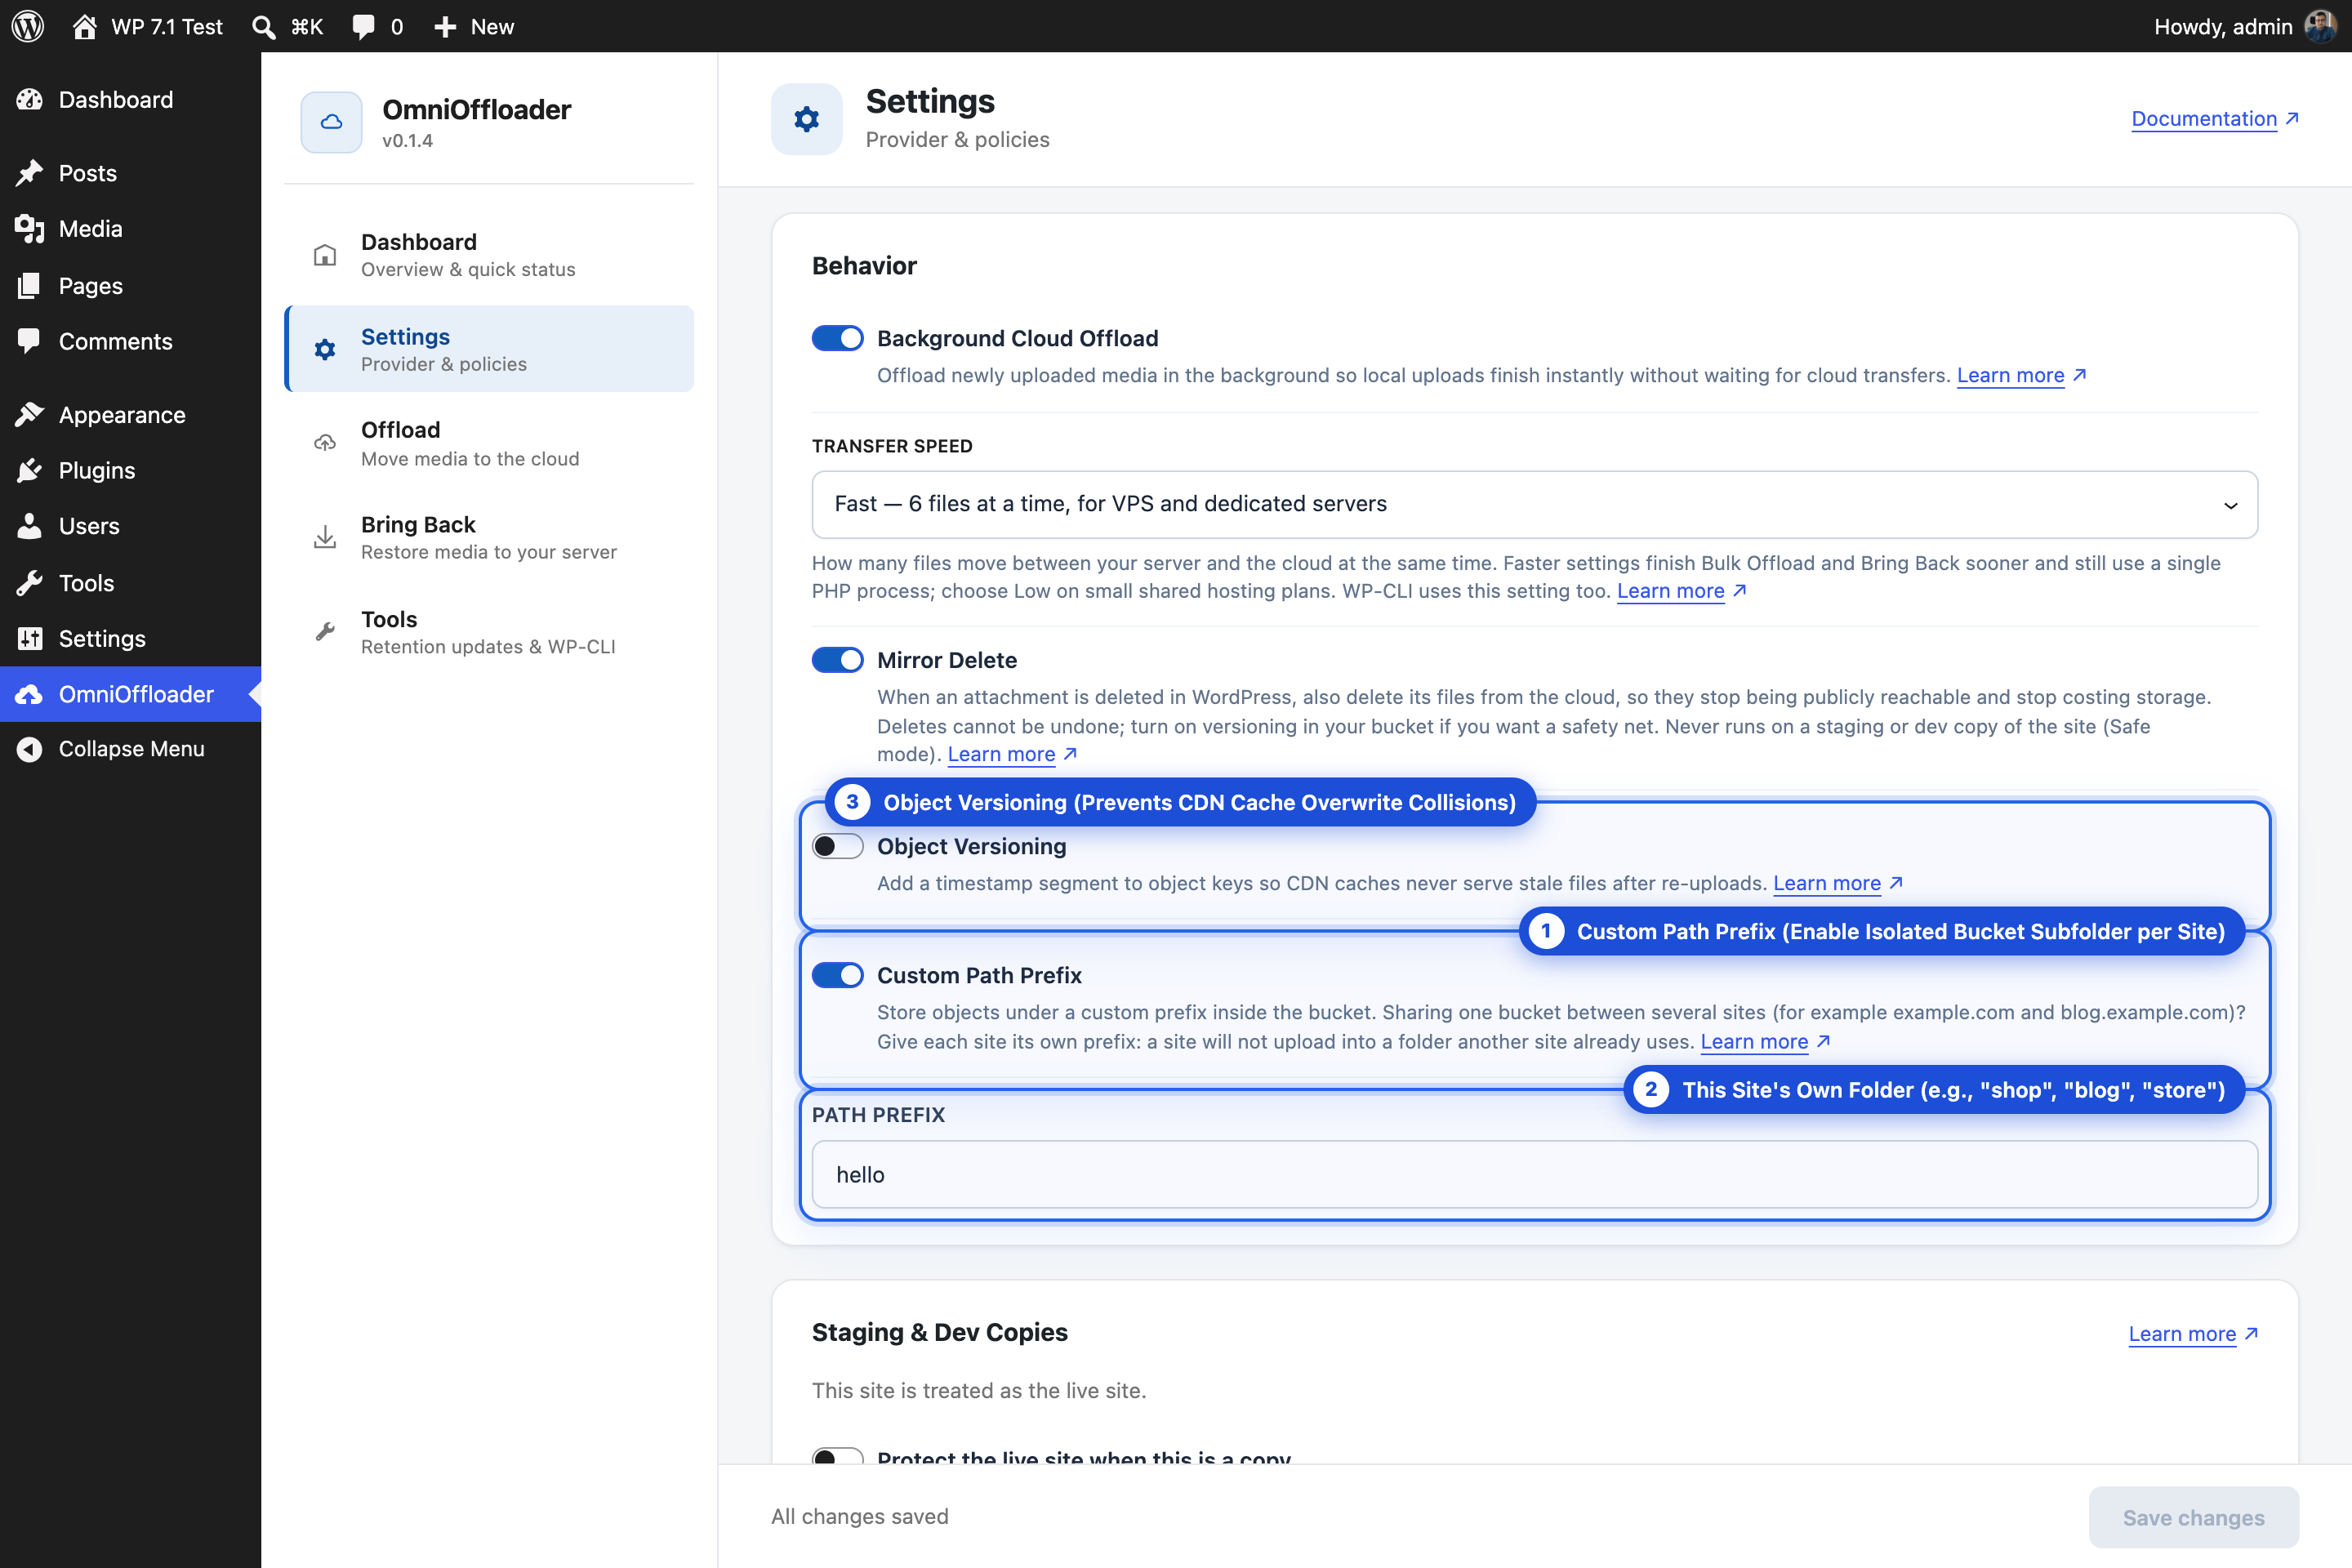 WP 7.1 Test
⌘K
0
New
Howdy, admin
Dashboard
Posts
Media
Pages
Comments
Appearance
Plugins
Users
Tools
Settings
OmniOffloader
Collapse Menu
OmniOffloader
v0.1.4
Dashboard
Overview & quick status
Settings
Provider & policies
Offload
Move media to the cloud
Bring Back
Restore media to your server
Tools
Retention updates & WP-CLI
Settings
Provider & policies
Documentation ↗
Behavior
Background Cloud Offload
Offload newly uploaded media in the background so local uploads finish instantly without waiting for cloud transfers. Learn more ↗
TRANSFER SPEED
Fast — 6 files at a time, for VPS and dedicated servers
How many files move between your server and the cloud at the same time. Faster settings finish Bulk Offload and Bring Back sooner and still use a single
PHP process; choose Low on small shared hosting plans. WP-CLI uses this setting too. Learn more ↗
Mirror Delete
When an attachment is deleted in WordPress, also delete its files from the cloud, so they stop being publicly reachable and stop costing storage.
Deletes cannot be undone; turn on versioning in your bucket if you want a safety net. Never runs on a staging or dev copy of the site (Safe
mode). Learn more ↗
3 Object Versioning (Prevents CDN Cache Overwrite Collisions)
Object Versioning
Add a timestamp segment to object keys so CDN caches never serve stale files after re-uploads. Learn more ↗
1 Custom Path Prefix (Enable Isolated Bucket Subfolder per Site)
Custom Path Prefix
Store objects under a custom prefix inside the bucket. Sharing one bucket between several sites (for example example.com and blog.example.com)?
Give each site its own prefix: a site will not upload into a folder another site already uses. Learn more ↗
2 This Site's Own Folder (e.g., "shop", "blog", "store")
PATH PREFIX
hello
Staging & Dev Copies
Learn more ↗
This site is treated as the live site.
Protect the live site when this is a copy
All changes saved
Save changes